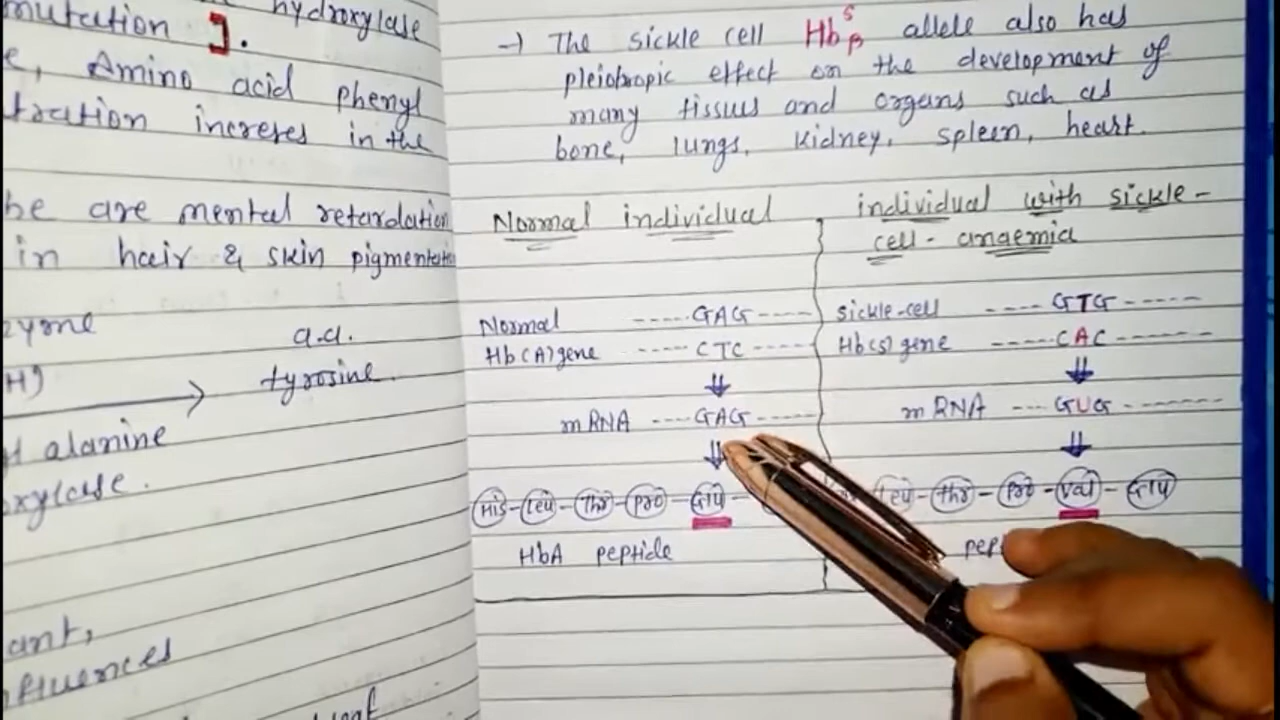 hydroxylase
mutation ].
e, Amino acid phenyl
tration increses in the
be are mental retardation
in hair & skin pigmentati
zyme
a.a.
H)
tyrosine
alanine
oxylase.
ant,
nfluences
→ The sickle cell Hbβˢ allele also has
pleiotropic effect on the development of
many tissues and organs such as
bone, lungs, kidney, spleen, heart.
Normal individual
Normal ----- GAG ----
Hb(A)gene ----- CTC ----
mRNA ---- GAG -----
His - Leu - Thr - Pro - Glu -
HbA peptide
individual with sickle-
cell - anaemia
sickle-cell ---- GTG -----
Hb(s) gene ----- CAC -------
mRNA --- GUG --------
Leu - Thr - Pro - Val - Glu
pep